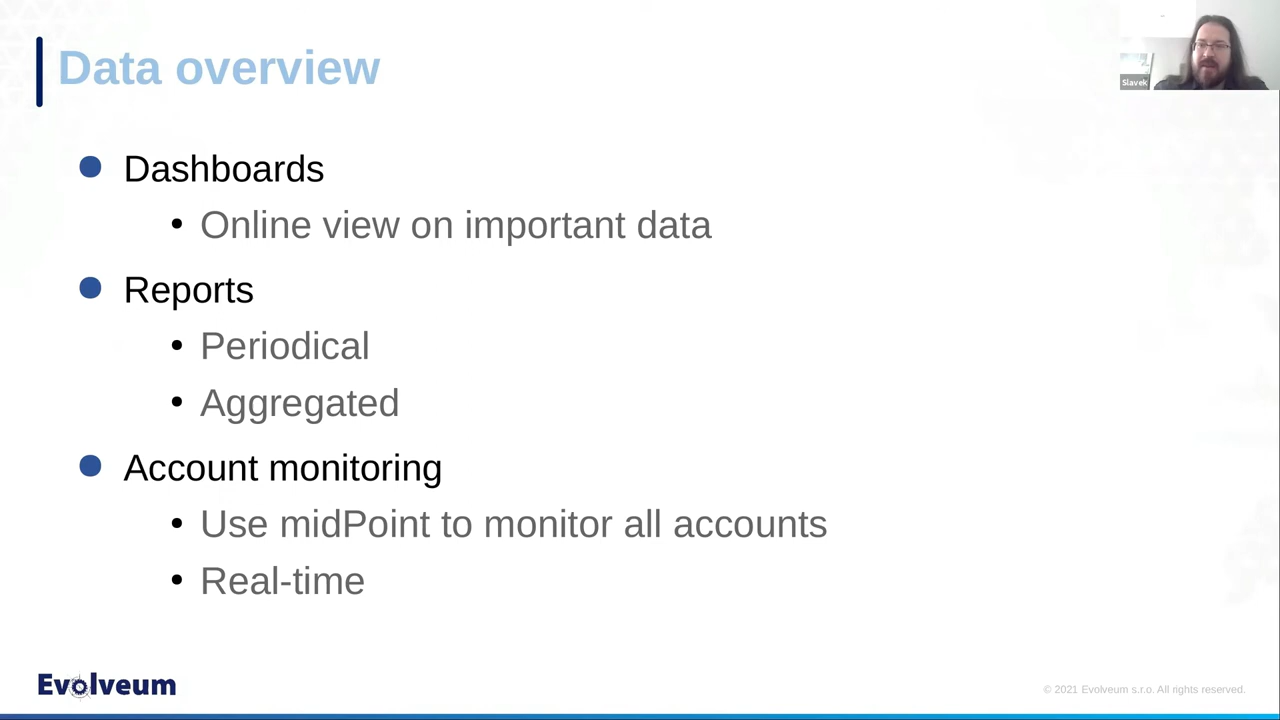 Data overview
Slavek
Dashboards
Online view on important data
Reports
Periodical
Aggregated
Account monitoring
Use midPoint to monitor all accounts
Real-time
Evolveum
© 2021 Evolveum s.r.o. All rights reserved.